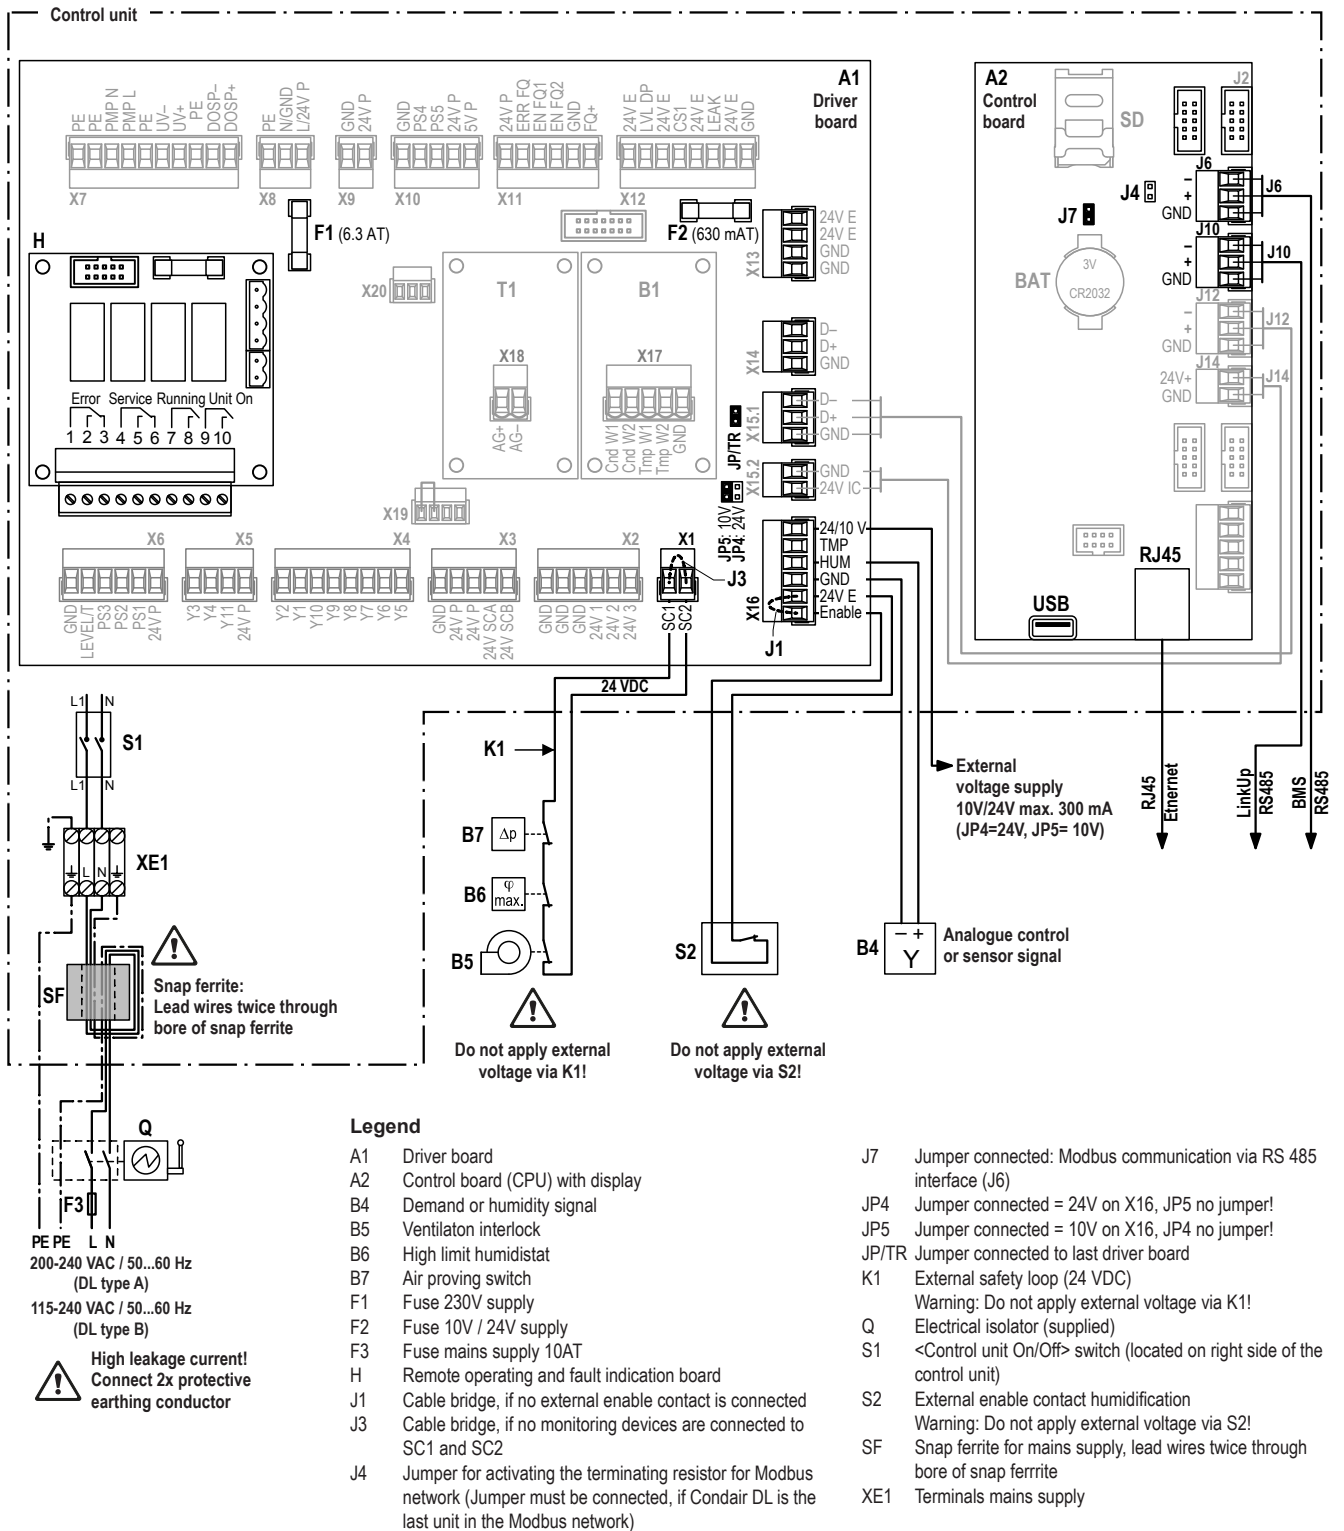 Control unit
PE
PE
PMP N
PMP L
PE
UV–
UV+
PE
DOSP–
DOSP+
X7
PE
N/GND
L/24V P
X8
GND
24V P
X9
GND
PS4
PS5
24V P
5V P
X10
24V P
ERR FQ
EN FQ1
EN FQ2
GND
FQ+
X11
24V E
LVL DP
24V E
CS1
24V E
LEAK
24V E
GND
X12
A1
Driver
board
A2
Control
board
SD
J2
F1 (6.3 AT)
F2 (630 mAT)
X13
24V E
24V E
GND
GND
J4
J7
J6
–
+
GND
J6
J10
–
+
GND
J10
J12
–
+
GND
J12
J14
24V+
GND
J14
BAT
3V
CR2032
H
Error Service Running Unit On
1 2 3 4 5 6 7 8 9 10
X20
T1
X18
AG+
AG–
B1
X17
Cnd W1
Cnd W2
Tmp W1
Tmp W2
GND
X19
X14
D–
D+
GND
JP/TR
X15.1
D–
D+
GND
X15.2
GND
24V IC
JP5: 10V
JP4: 24V
X16
24/10 V
TMP
HUM
GND
24V E
Enable
J1
X6
GND
LEVEL/T
PS3
PS2
PS1
24V P
X5
Y3
Y4
Y11
24V P
X4
Y2
Y1
Y10
Y9
Y8
Y7
Y6
Y5
X3
GND
24V P
24V P
24V SCA
24V SCB
X2
GND
GND
GND
24V 1
24V 2
24V 3
X1
J3
SC1
SC2
USB
RJ45
24 VDC
L1 N
S1
L1 N
XE1
L N
SF
Snap ferrite:
Lead wires twice through
bore of snap ferrite
K1
B7
Δp
B6
φ
max.
B5
Do not apply external
voltage via K1!
S2
Do not apply external
voltage via S2!
B4
– +
Y
Analogue control
or sensor signal
External
voltage supply
10V/24V max. 300 mA
(JP4=24V, JP5= 10V)
RJ45
Etnernet
LinkUp
RS485
BMS
RS485
Q
F3
PE PE L N
200-240 VAC / 50...60 Hz
(DL type A)
115-240 VAC / 50...60 Hz
(DL type B)
High leakage current!
Connect 2x protective
earthing conductor
Legend
A1 Driver board
A2 Control board (CPU) with display
B4 Demand or humidity signal
B5 Ventilaton interlock
B6 High limit humidistat
B7 Air proving switch
F1 Fuse 230V supply
F2 Fuse 10V / 24V supply
F3 Fuse mains supply 10AT
H Remote operating and fault indication board
J1 Cable bridge, if no external enable contact is connected
J3 Cable bridge, if no monitoring devices are connected to
SC1 and SC2
J4 Jumper for activating the terminating resistor for Modbus
network (Jumper must be connected, if Condair DL is the
last unit in the Modbus network)
J7 Jumper connected: Modbus communication via RS 485
interface (J6)
JP4 Jumper connected = 24V on X16, JP5 no jumper!
JP5 Jumper connected = 10V on X16, JP4 no jumper!
JP/TR Jumper connected to last driver board
K1 External safety loop (24 VDC)
Warning: Do not apply external voltage via K1!
Q Electrical isolator (supplied)
S1 <Control unit On/Off> switch (located on right side of the
control unit)
S2 External enable contact humidification
Warning: Do not apply external voltage via S2!
SF Snap ferrite for mains supply, lead wires twice through
bore of snap ferrrite
XE1 Terminals mains supply